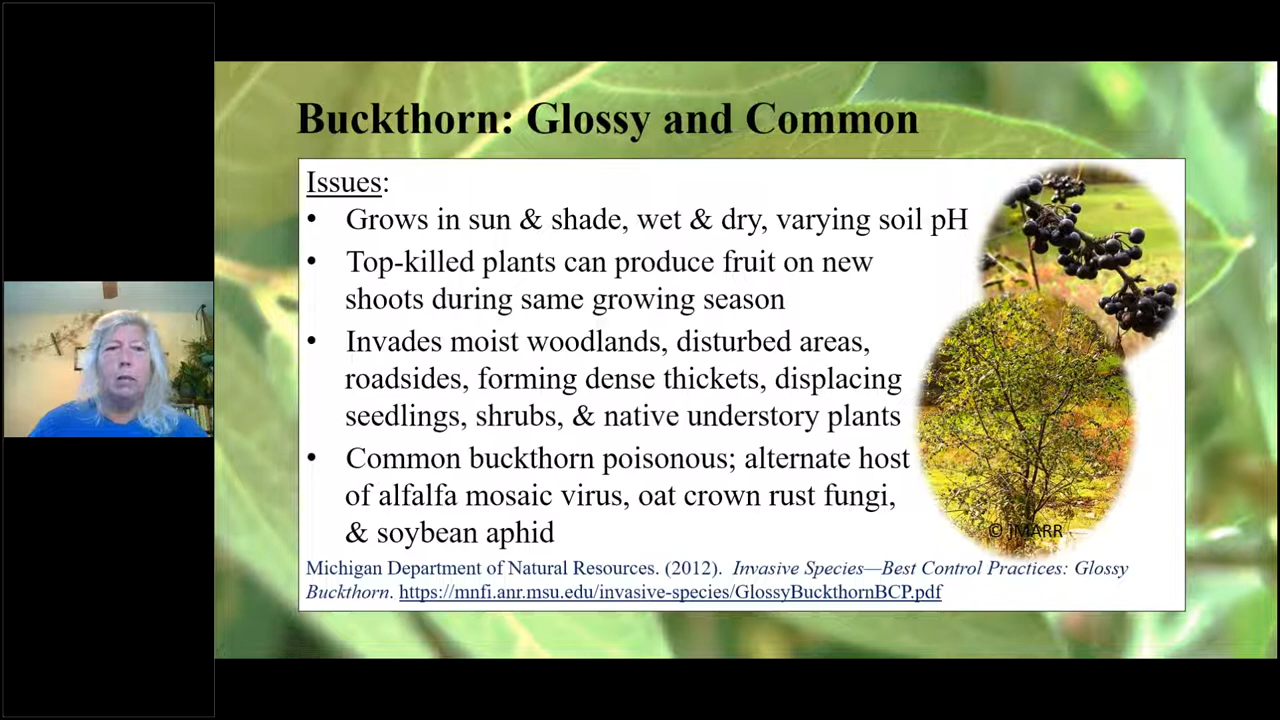 Buckthorn: Glossy and Common
Issues:
• Grows in sun & shade, wet & dry, varying soil pH
• Top-killed plants can produce fruit on new
shoots during same growing season
• Invades moist woodlands, disturbed areas,
roadsides, forming dense thickets, displacing
seedlings, shrubs, & native understory plants
• Common buckthorn poisonous; alternate host
of alfalfa mosaic virus, oat crown rust fungi,
& soybean aphid
© JMARR
Michigan Department of Natural Resources. (2012). Invasive Species—Best Control Practices: Glossy
Buckthorn. https://mnfi.anr.msu.edu/invasive-species/GlossyBuckthornBCP.pdf